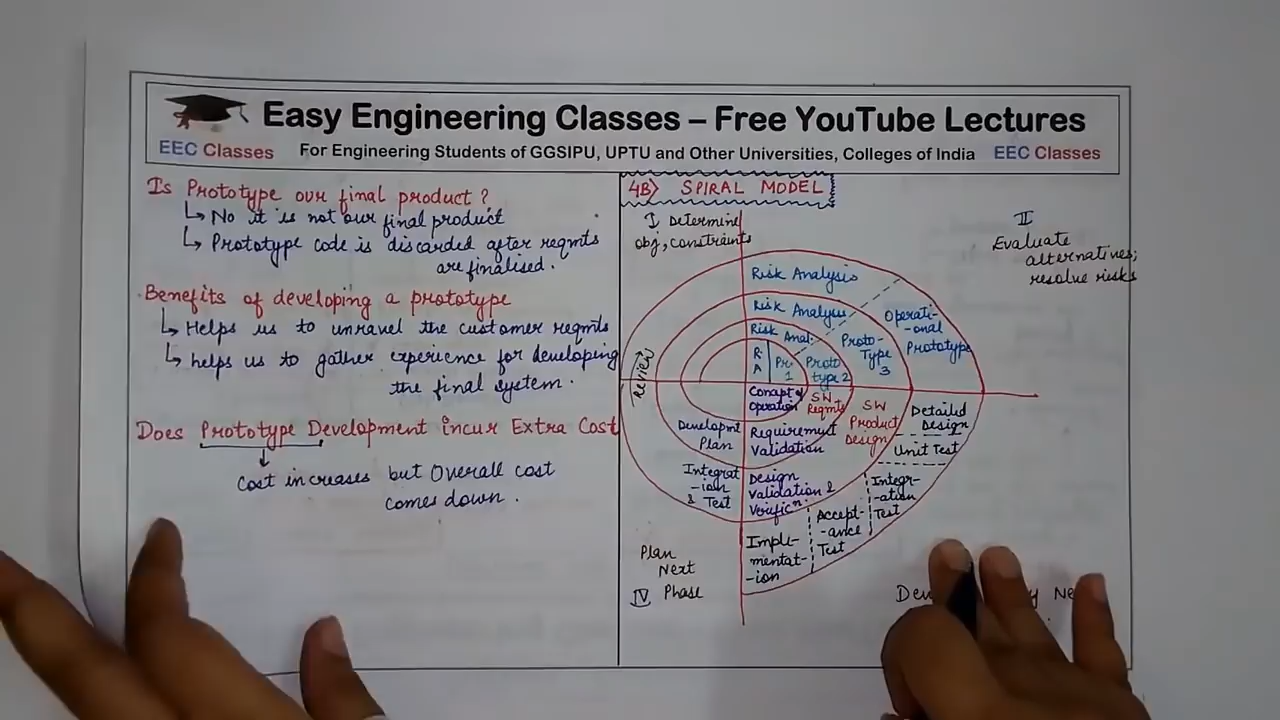 Easy Engineering Classes – Free YouTube Lectures
EEC Classes For Engineering Students of GGSIPU, UPTU and Other Universities, Colleges of India EEC Classes
Is Prototype our final product?
↳ No it is not our final product
↳ Prototype code is discarded after reqmts
are finalised.
Benefits of developing a prototype
↳ Helps us to unravel the customer reqmts
↳ helps us to gather experience for developing
the final system.
Does Prototype Development incur Extra Cost
Cost increases but Overall cost
comes down.
4B) SPIRAL MODEL
I Determine
obj, constraints
II
Evaluate
alternatives;
resolve risks
Risk Analysis
Risk Analysis
Risk Anal.
R
A
Pr
1
Proto
type 2
Proto-
Type
3
Operati-
-onal
Prototype
Review
Concept of
operation
SW
Reqmts
SW
Product
Design
Detailed
Design
Unit Test
Developmt
Plan
Requirement
Validation
Integrat
-ion
& Test
Design
Validation &
Verificⁿ
Integr-
-ation
Test
Accept-
-ance
Test
Imple-
mentat-
-ion
Plan
Next
IV Phase